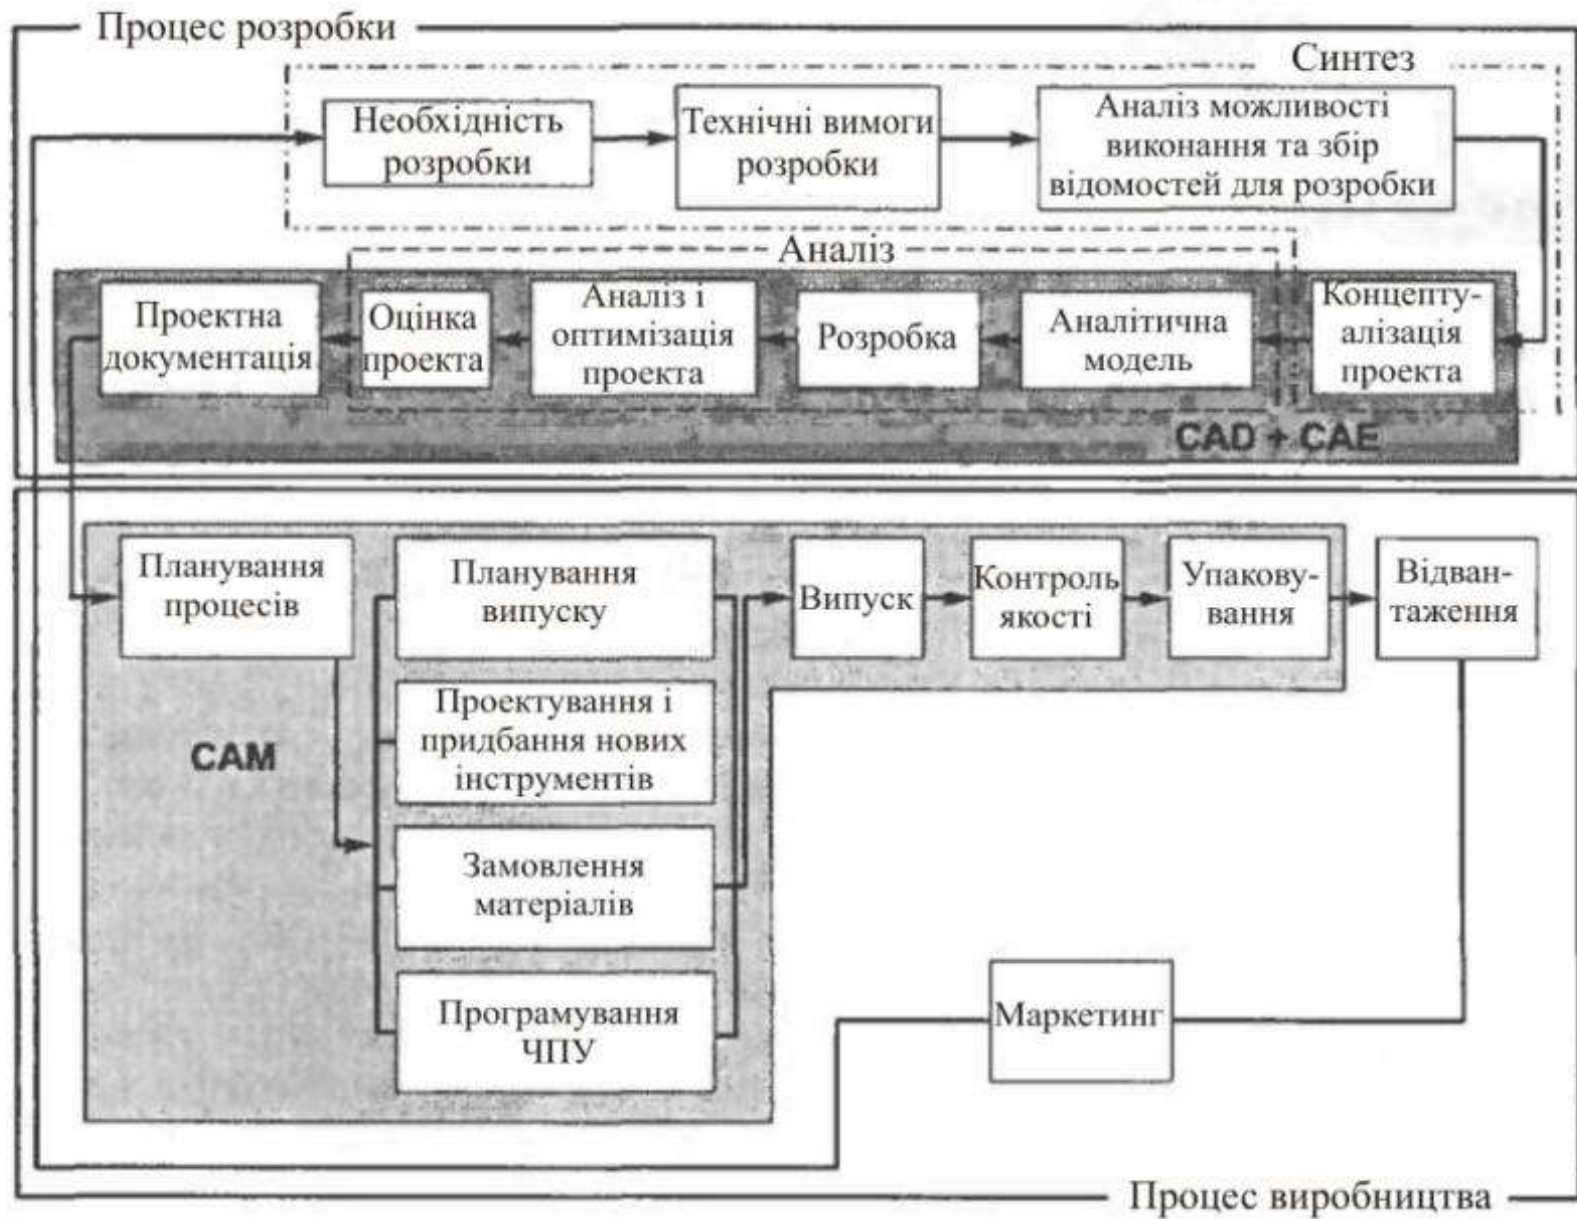 Процес розробки
Синтез
Необхідність
розробки
Технічні вимоги
розробки
Аналіз можливості
виконання та збір
відомостей для розробки
Аналіз
Проектна
документація
Оцінка
проекта
Аналіз і
оптимізація
проекта
Розробка
Аналітична
модель
Концепту-
алізація
проекта
CAD + CAE
Планування
процесів
Планування
випуску
Випуск
Контроль
якості
Упакову-
вання
Відван-
таження
Проектування і
придбання нових
інструментів
CAM
Замовлення
матеріалів
Програмування
ЧПУ
Маркетинг
Процес виробництва